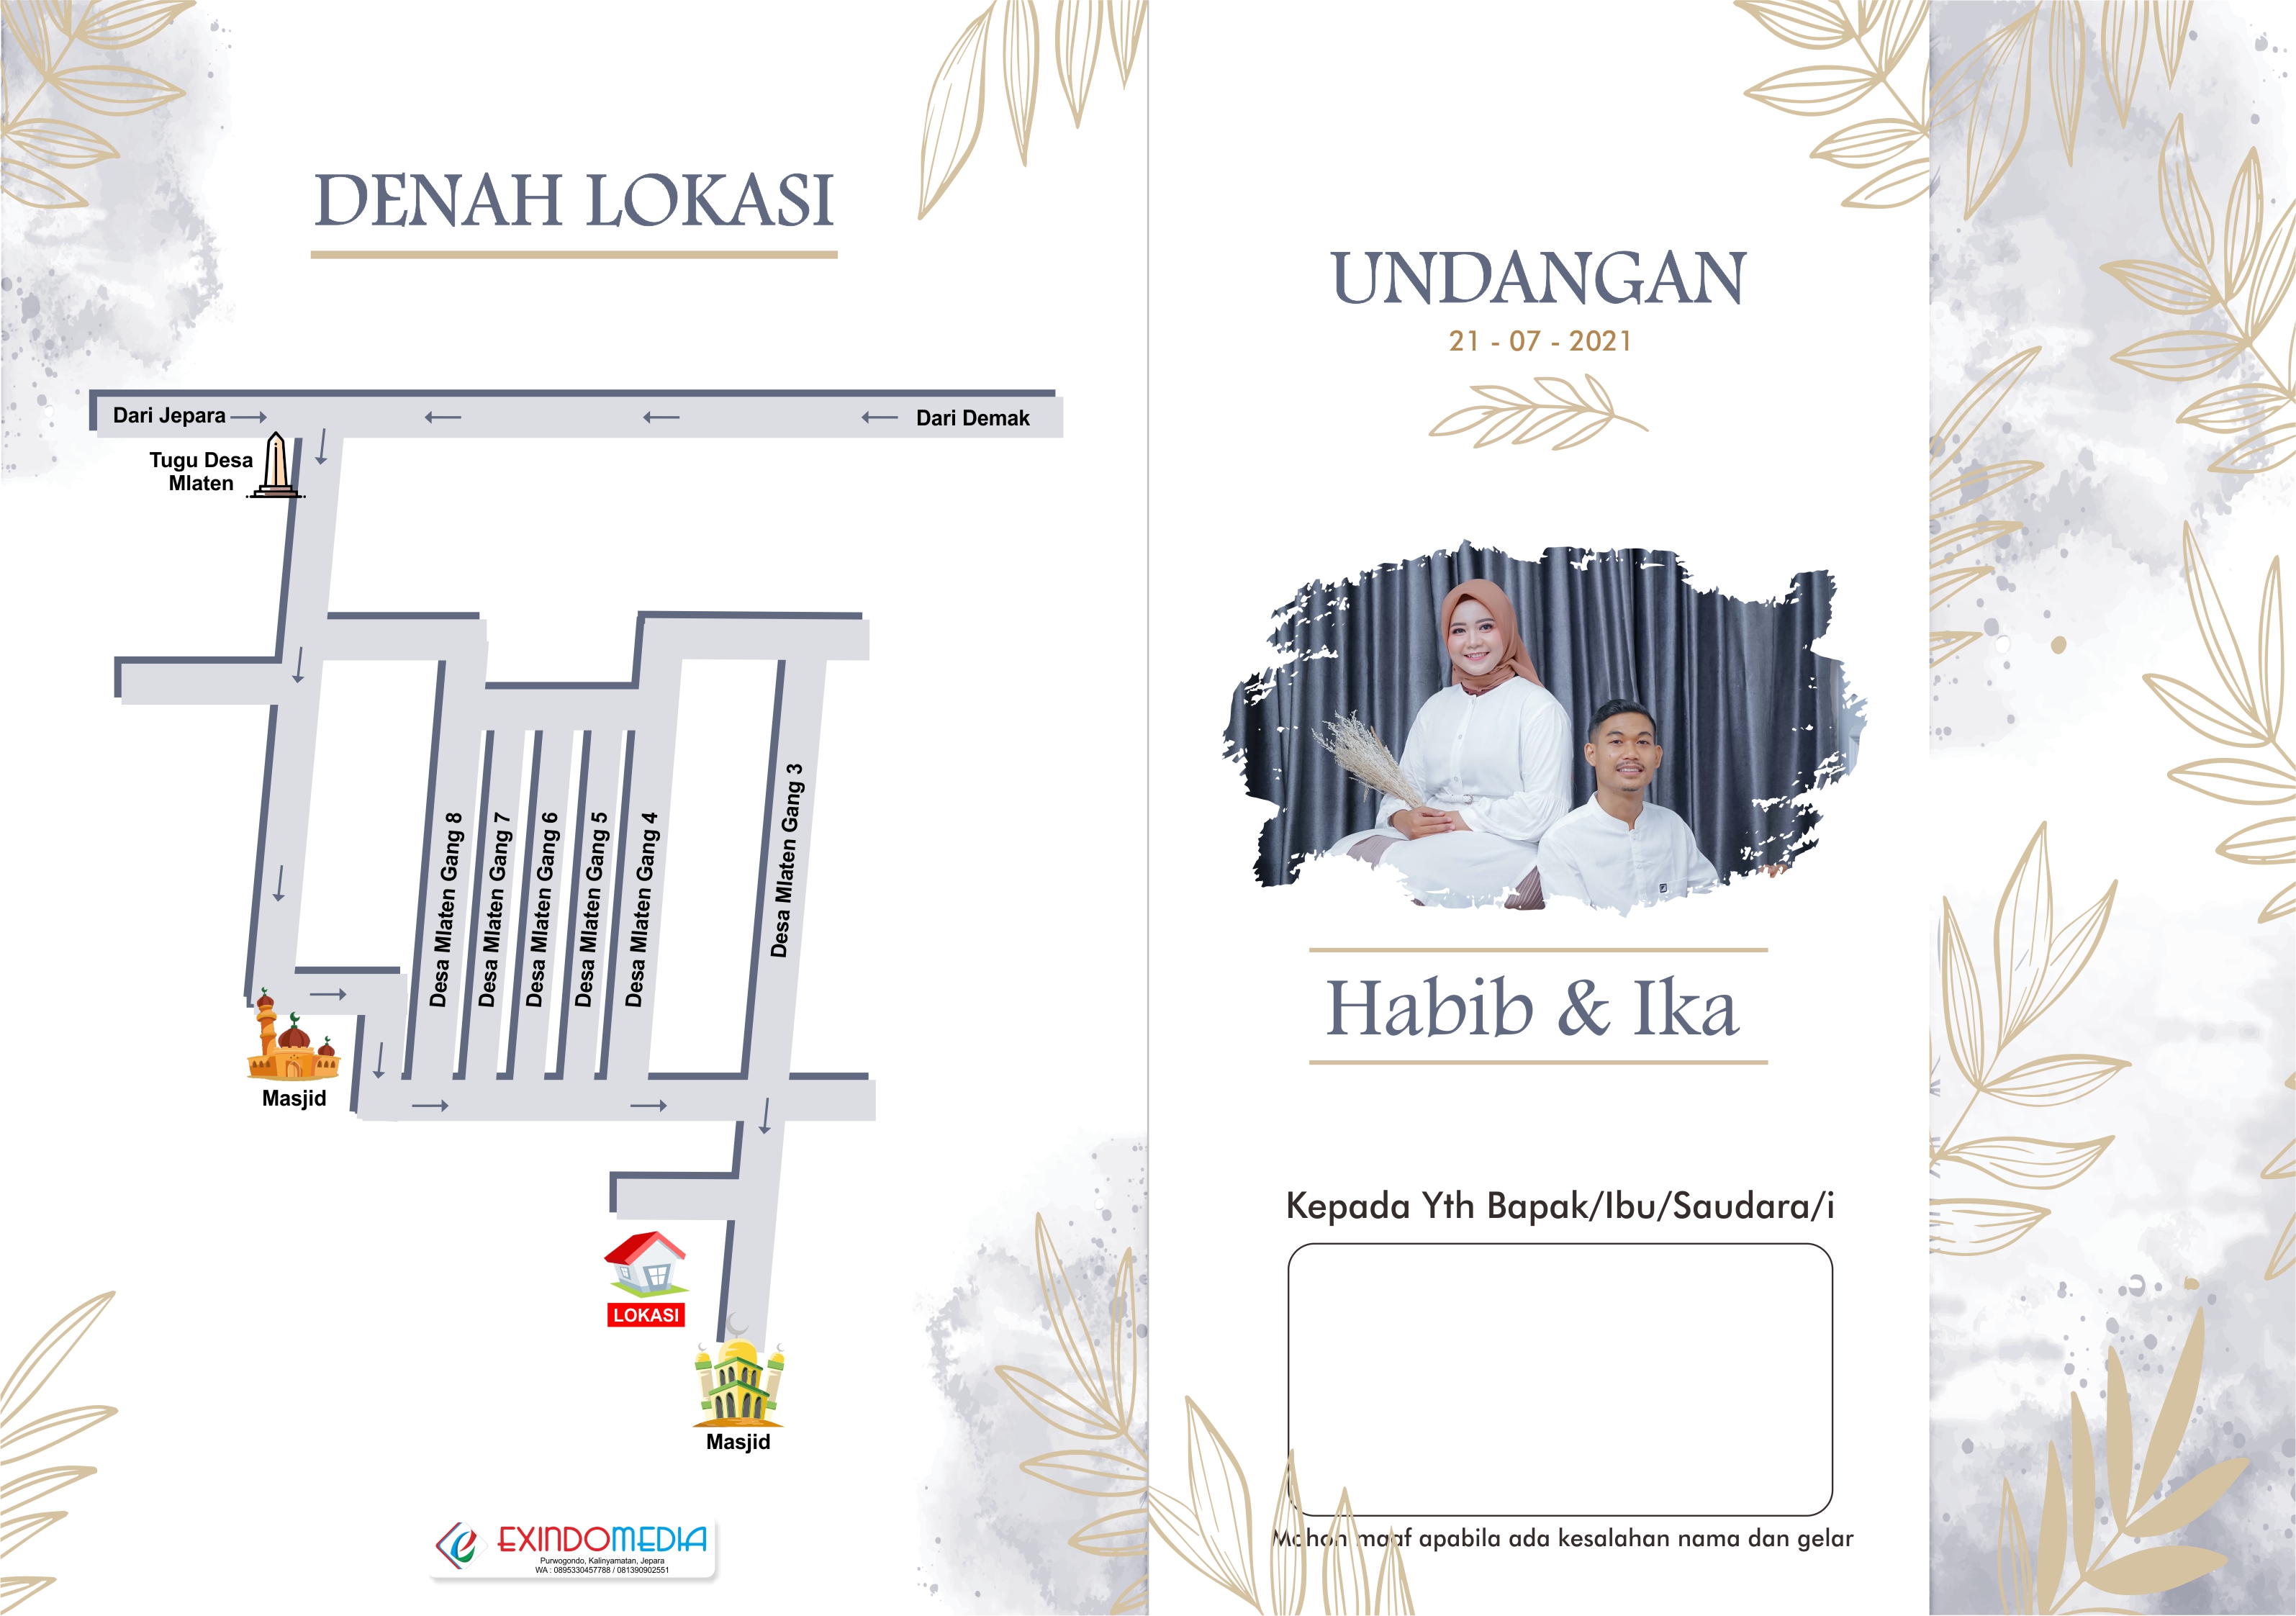 DENAH LOKASI
Dari Jepara
Dari Demak
Tugu Desa
Mlaten
Desa Mlaten Gang 8
Desa Mlaten Gang 7
Desa Mlaten Gang 6
Desa Mlaten Gang 5
Desa Mlaten Gang 4
Desa Mlaten Gang 3
Masjid
LOKASI
Masjid
EXINDOMEDIA
Purwogondo, Kalinyamatan, Jepara
WA : 0895330457788 / 081390902551
UNDANGAN
21 - 07 - 2021
Habib & Ika
Kepada Yth Bapak/Ibu/Saudara/i
Mohon maaf apabila ada kesalahan nama dan gelar